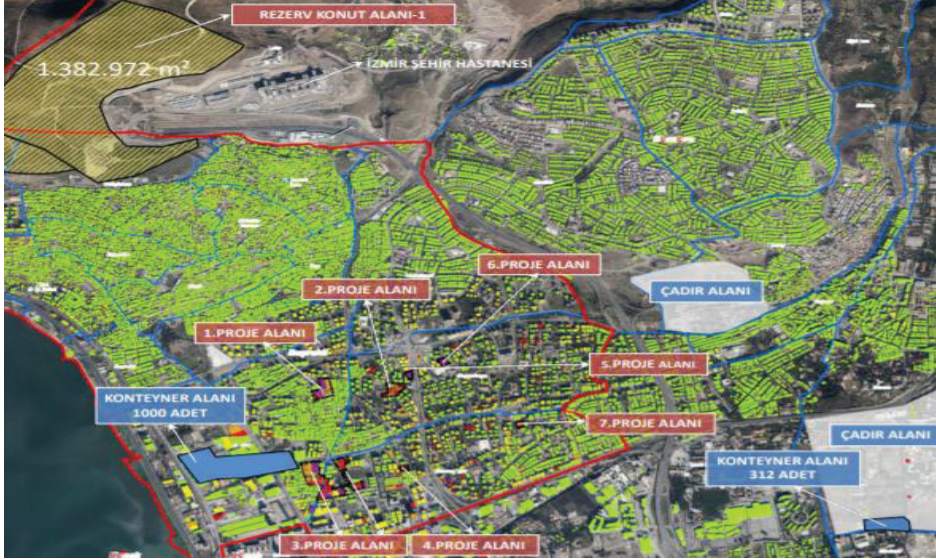 REZERV KONUT ALANI-1
1.382.972 m²
İZMİR ŞEHİR HASTANESİ
6.PROJE ALANI
2.PROJE ALANI
ÇADIR ALANI
1.PROJE ALANI
5.PROJE ALANI
KONTEYNER ALANI
1000 ADET
7.PROJE ALANI
ÇADIR ALANI
KONTEYNER ALANI
312 ADET
3.PROJE ALANI
4.PROJE ALANI